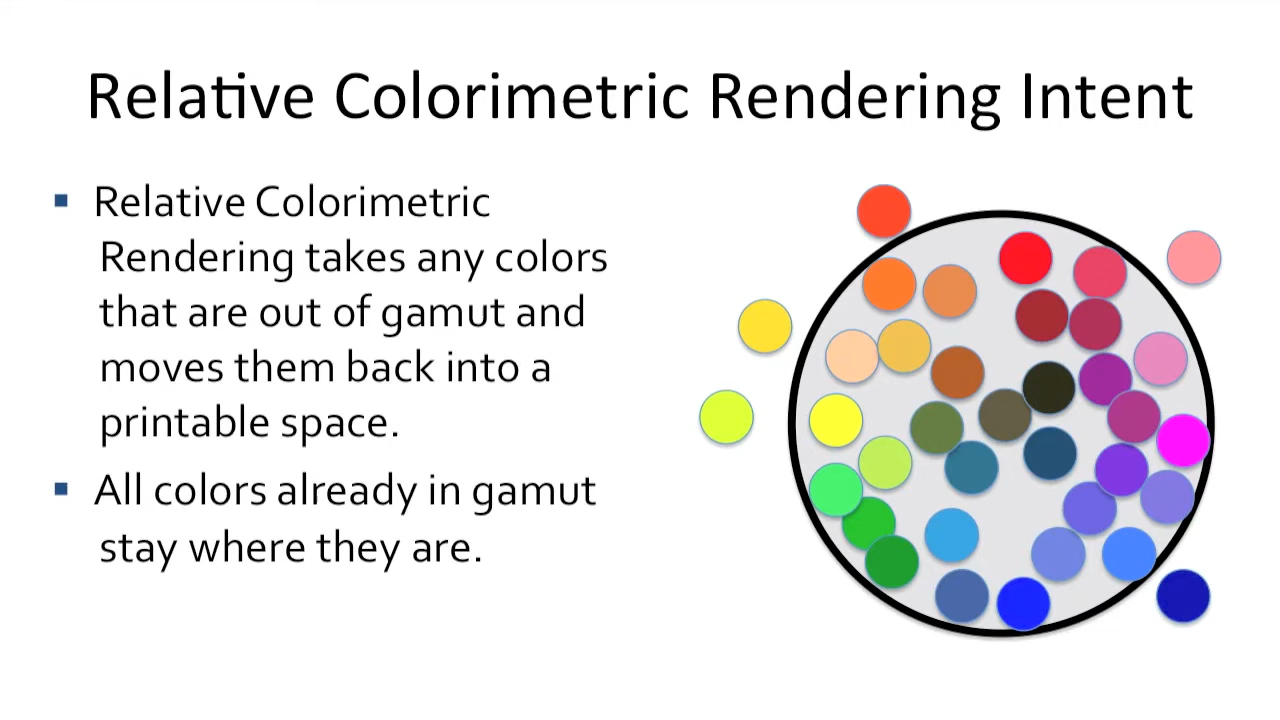 Relative Colorimetric Rendering Intent
▪ Relative Colorimetric
Rendering takes any colors
that are out of gamut and
moves them back into a
printable space.
▪ All colors already in gamut
stay where they are.